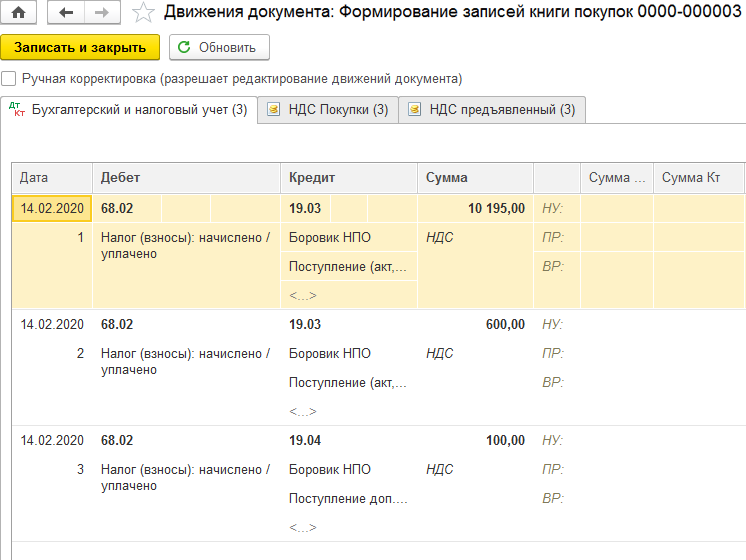 Движения документа: Формирование записей книги покупок 0000-000003
Записать и закрыть Обновить
Ручная корректировка (разрешает редактирование движений документа)
Дт Кт Бухгалтерский и налоговый учет (3) НДС Покупки (3) НДС предъявленный (3)
Дата Дебет Кредит Сумма Сумма ... Сумма Кт
14.02.2020 68.02 19.03 10 195,00 НУ:
1 Налог (взносы): начислено / Боровик НПО НДС ПР:
уплачено
Поступление (акт,... ВР:
<...>
14.02.2020 68.02 19.03 600,00 НУ:
2 Налог (взносы): начислено / Боровик НПО НДС ПР:
уплачено
Поступление (акт,... ВР:
<...>
14.02.2020 68.02 19.04 100,00 НУ:
3 Налог (взносы): начислено / Боровик НПО НДС ПР:
уплачено
Поступление доп.... ВР:
<...>